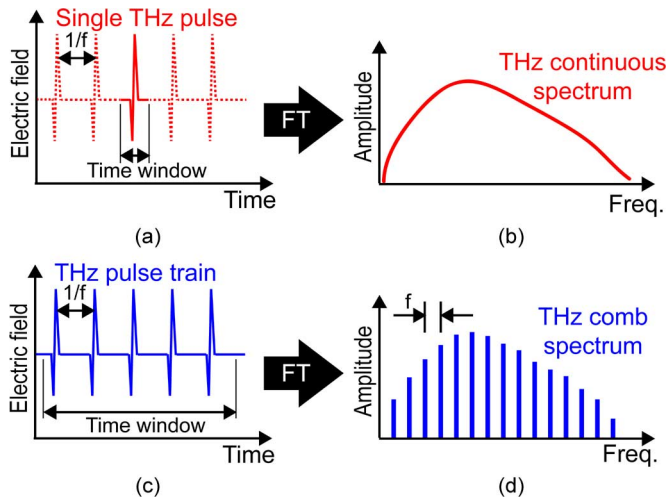 Single THz pulse
1/f
Electric field
Time window
Time
(a)
FT
THz continuous
spectrum
Amplitude
Freq.
(b)
THz pulse train
1/f
Electric field
Time window
Time
(c)
FT
f
THz comb
spectrum
Amplitude
Freq.
(d)